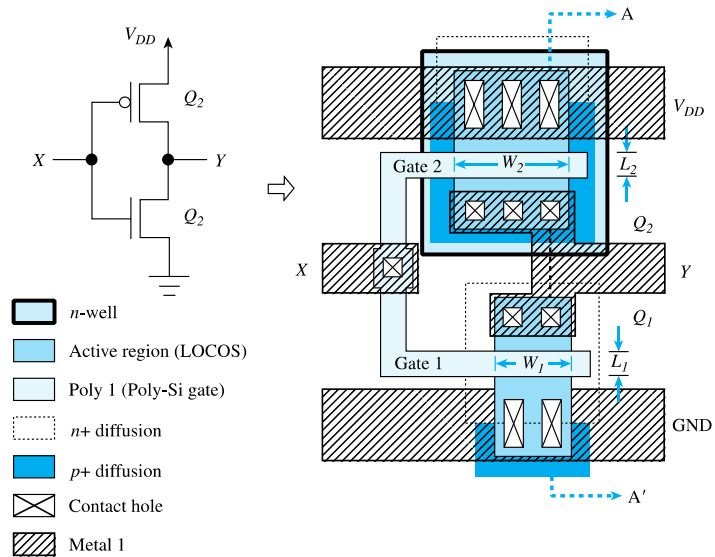 V_DD
Q_2
X
Y
Q_2
n-well
Active region (LOCOS)
Poly 1 (Poly-Si gate)
n+ diffusion
p+ diffusion
Contact hole
Metal 1
A
V_DD
Gate 2
W_2
L_2
Q_2
X
Y
Q_1
Gate 1
W_1
L_1
GND
A′